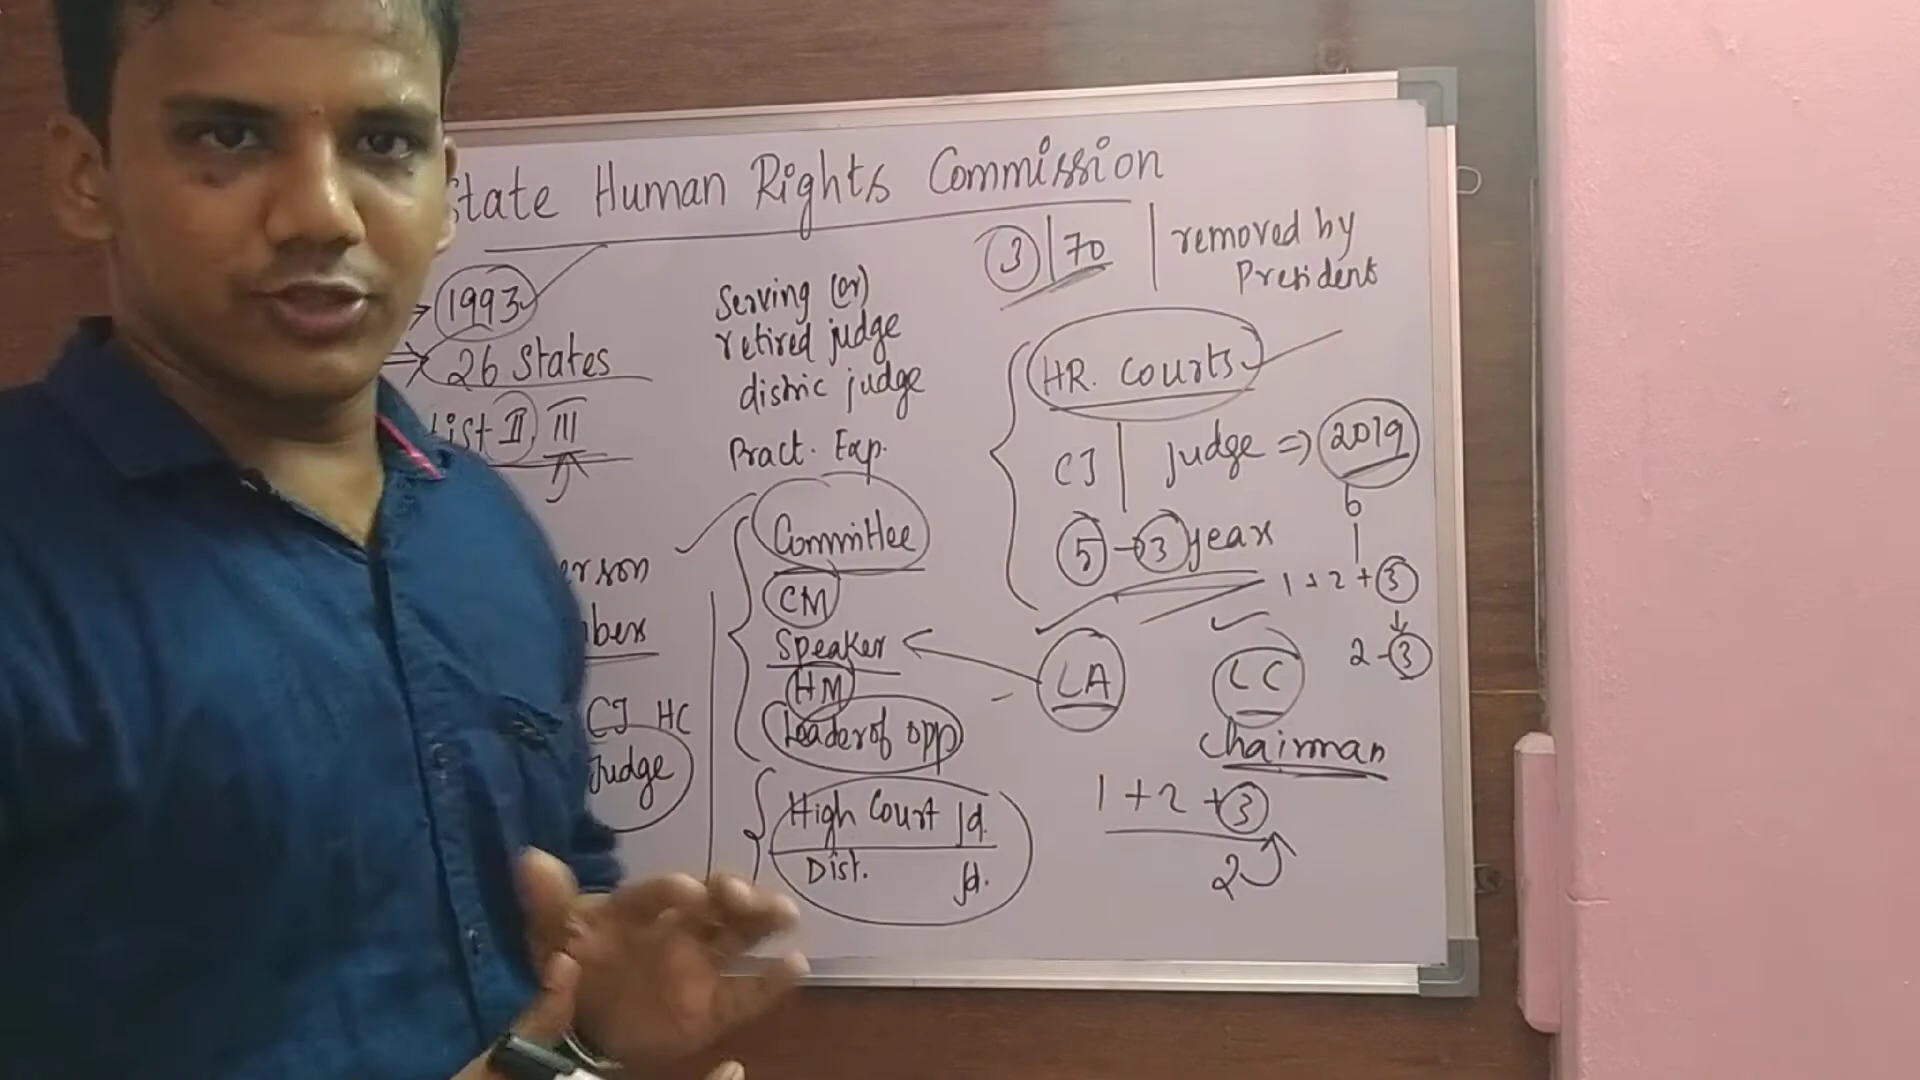 State Human Rights Commission
1993
26 States
List II, III
Serving (or)
retired judge
distric judge
Pract. Exp.
3 | 70 | removed by
President
HR. Courts
CJ | judge => 2019
5 → 3 years
6
1 + 2 + 3
2 - 3
Committee
CM
Speaker
HM
Leader of opp
High Court Jd.
Dist. Jd.
CJ HC
Judge
LA
LC
Chairman
1 + 2 + 3
2